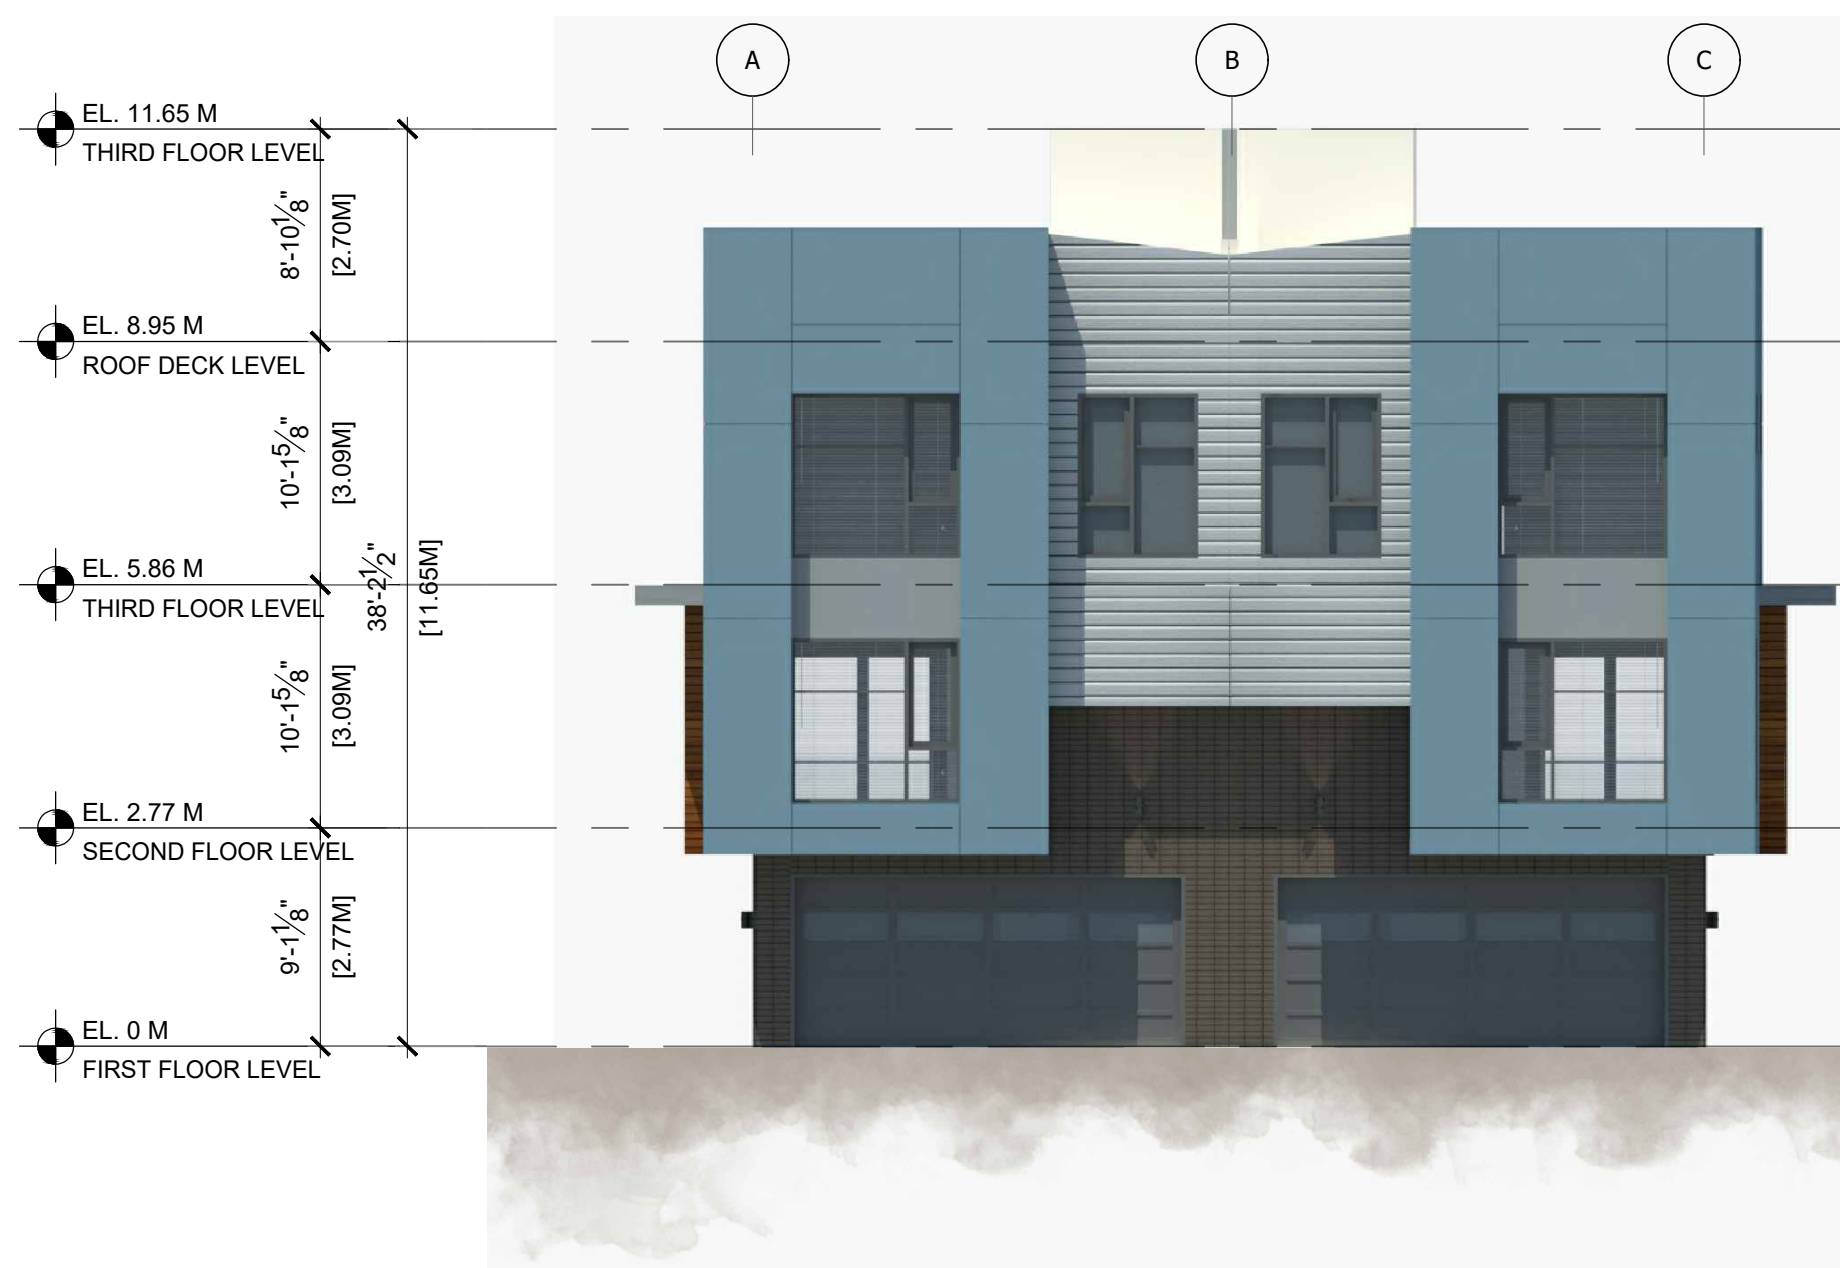 A B C
EL. 11.65 M
THIRD FLOOR LEVEL
8'-10⅛"
[2.70M]
EL. 8.95 M
ROOF DECK LEVEL
10'-1⅝"
[3.09M]
EL. 5.86 M
THIRD FLOOR LEVEL
38'-2½"
[11.65M]
10'-1⅝"
[3.09M]
EL. 2.77 M
SECOND FLOOR LEVEL
9'-1⅛"
[2.77M]
EL. 0 M
FIRST FLOOR LEVEL